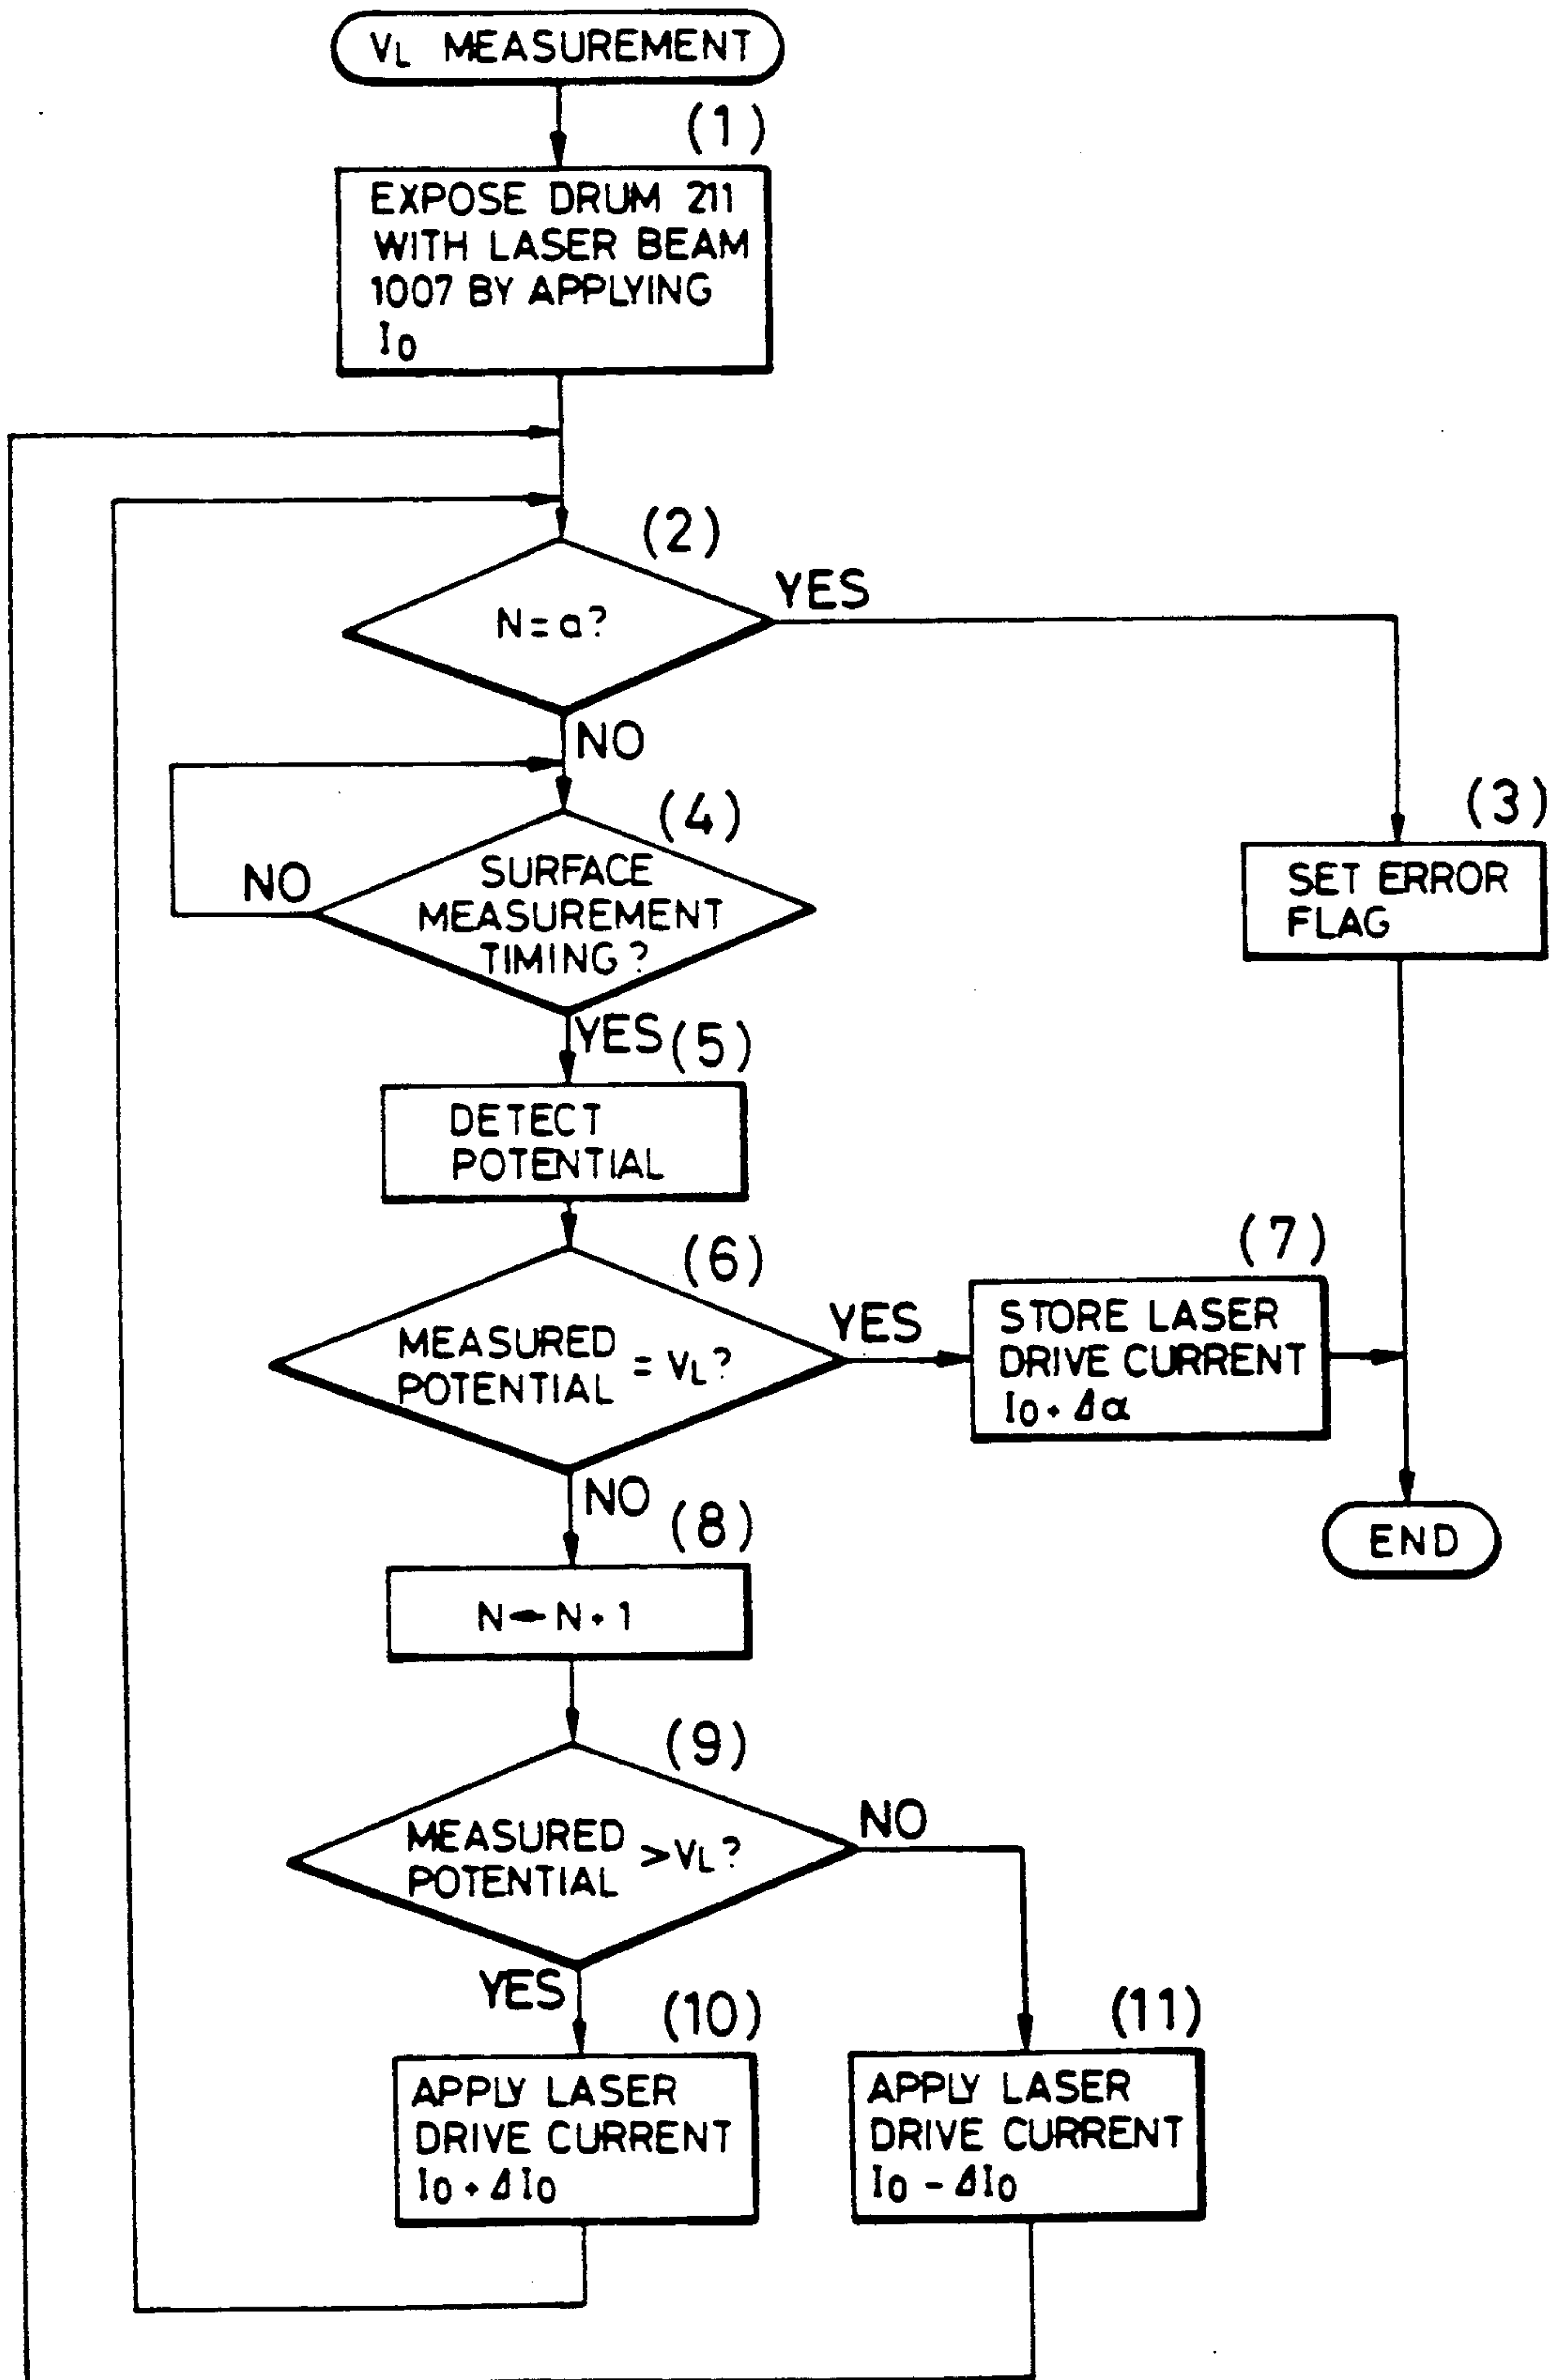 VL MEASUREMENT
(1)
EXPOSE DRUM 211
WITH LASER BEAM
1007 BY APPLYING
I0
(2)
N=a?
YES
NO
(3)
SET ERROR
FLAG
(4)
SURFACE
MEASUREMENT
TIMING?
NO
YES
(5)
DETECT
POTENTIAL
(6)
MEASURED
POTENTIAL = VL?
YES
NO
(7)
STORE LASER
DRIVE CURRENT
I0+Δα
END
(8)
N←N+1
(9)
MEASURED
POTENTIAL >VL?
NO
YES
(10)
APPLY LASER
DRIVE CURRENT
I0+ΔI0
(11)
APPLY LASER
DRIVE CURRENT
I0-ΔI0